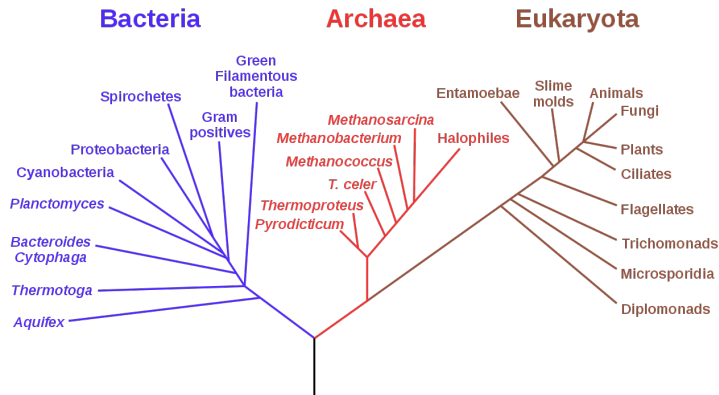 Bacteria
Archaea
Eukaryota
Green
Filamentous
bacteria
Spirochetes
Gram
positives
Proteobacteria
Cyanobacteria
Planctomyces
Bacteroides
Cytophaga
Thermotoga
Aquifex
Methanosarcina
Methanobacterium
Halophiles
Methanococcus
T. celer
Thermoproteus
Pyrodicticum
Entamoebae
Slime
molds
Animals
Fungi
Plants
Ciliates
Flagellates
Trichomonads
Microsporidia
Diplomonads